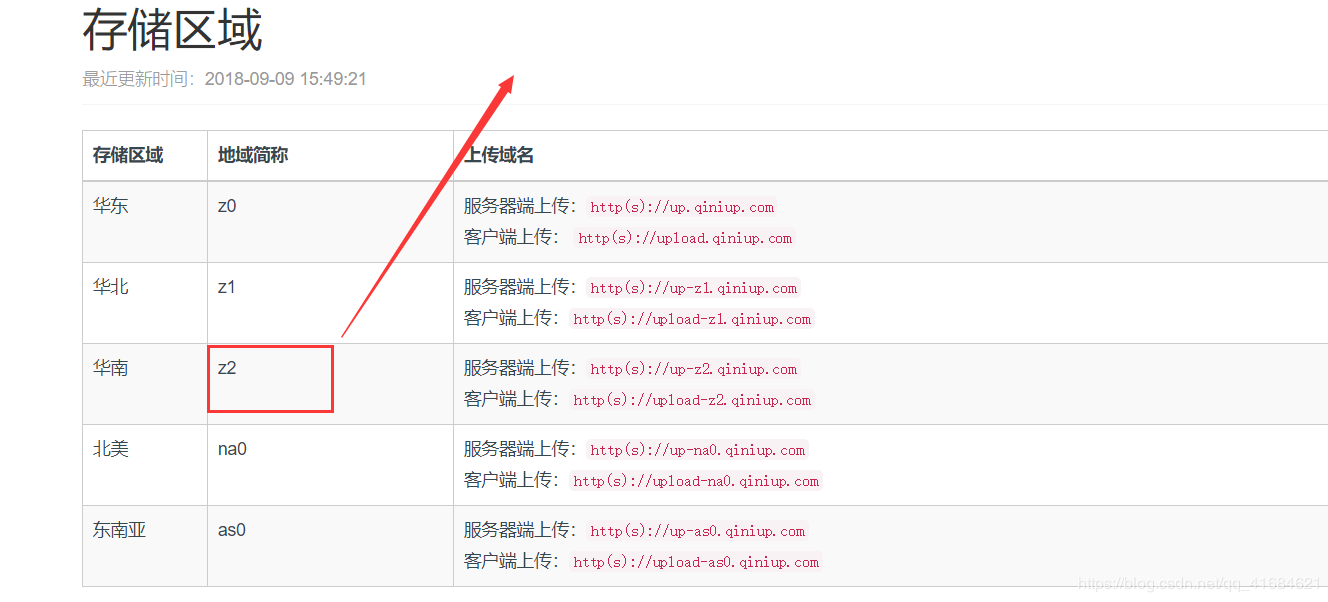 存储区域
最近更新时间：2018-09-09 15:49:21
存储区域 地域简称 上传域名
华东 z0 服务器端上传： http(s)://up.qiniup.com
客户端上传： http(s)://upload.qiniup.com
华北 z1 服务器端上传： http(s)://up-z1.qiniup.com
客户端上传： http(s)://upload-z1.qiniup.com
华南 z2 服务器端上传： http(s)://up-z2.qiniup.com
客户端上传： http(s)://upload-z2.qiniup.com
北美 na0 服务器端上传： http(s)://up-na0.qiniup.com
客户端上传： http(s)://upload-na0.qiniup.com
东南亚 as0 服务器端上传： http(s)://up-as0.qiniup.com
客户端上传： http(s)://upload-as0.qiniup.com
https://blog.csdn.net/qq_41684621